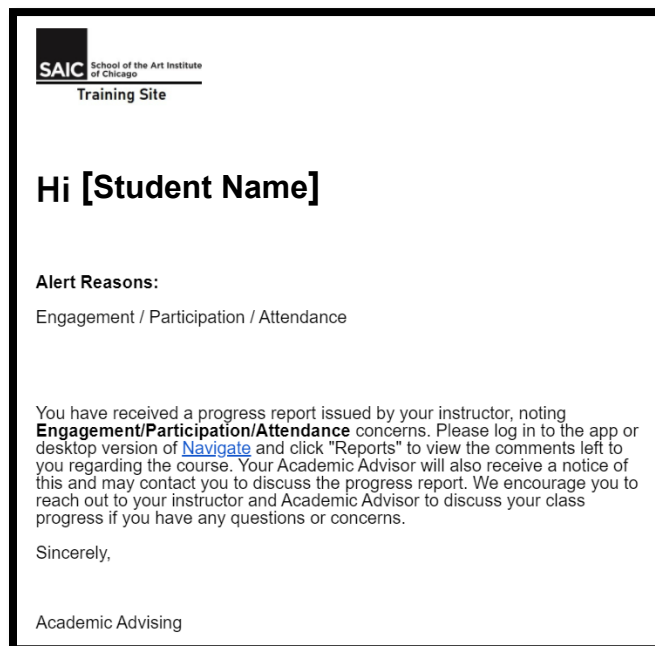 SAIC School of the Art Institute
of Chicago
Training Site
Hi [Student Name]
Alert Reasons:
Engagement / Participation / Attendance
You have received a progress report issued by your instructor, noting
Engagement/Participation/Attendance concerns. Please log in to the app or
desktop version of Navigate and click "Reports" to view the comments left to
you regarding the course. Your Academic Advisor will also receive a notice of
this and may contact you to discuss the progress report. We encourage you to
reach out to your instructor and Academic Advisor to discuss your class
progress if you have any questions or concerns.
Sincerely,
Academic Advising